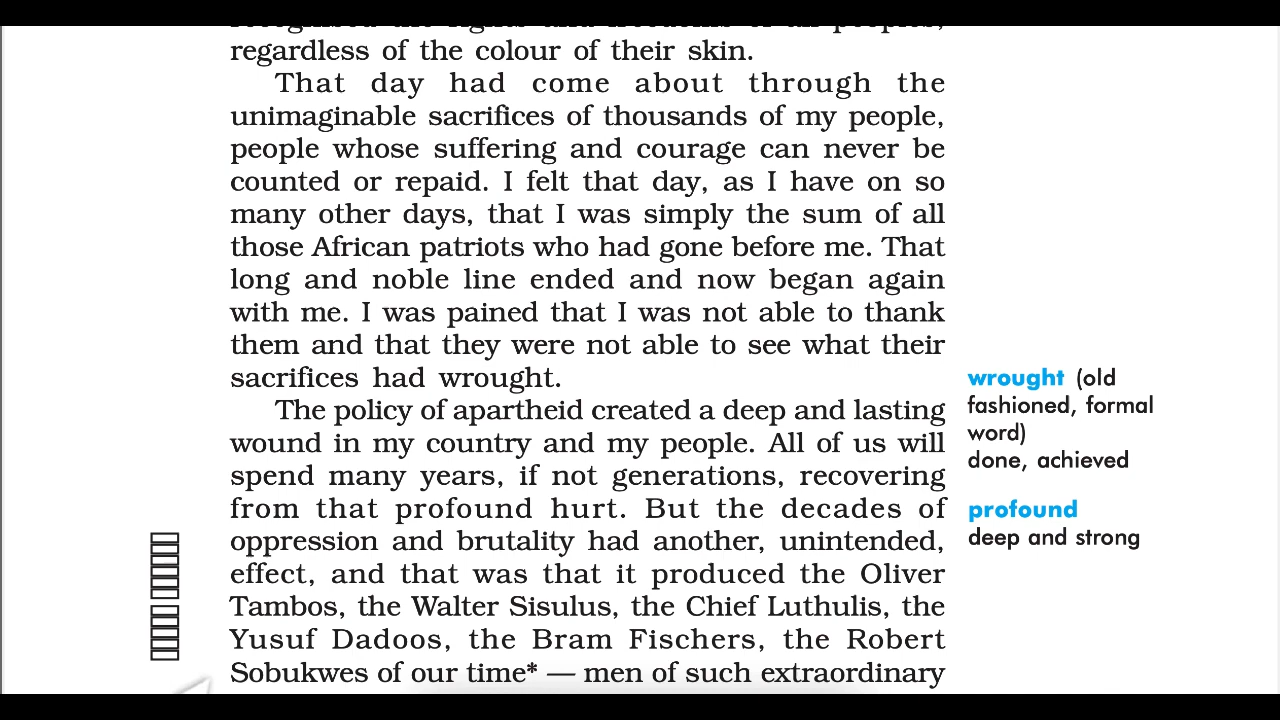 regardless of the colour of their skin.
That day had come about through the
unimaginable sacrifices of thousands of my people,
people whose suffering and courage can never be
counted or repaid. I felt that day, as I have on so
many other days, that I was simply the sum of all
those African patriots who had gone before me. That
long and noble line ended and now began again
with me. I was pained that I was not able to thank
them and that they were not able to see what their
sacrifices had wrought.
The policy of apartheid created a deep and lasting
wound in my country and my people. All of us will
spend many years, if not generations, recovering
from that profound hurt. But the decades of
oppression and brutality had another, unintended,
effect, and that was that it produced the Oliver
Tambos, the Walter Sisulus, the Chief Luthulis, the
Yusuf Dadoos, the Bram Fischers, the Robert
Sobukwes of our time* — men of such extraordinary
wrought (old
fashioned, formal
word)
done, achieved
profound
deep and strong